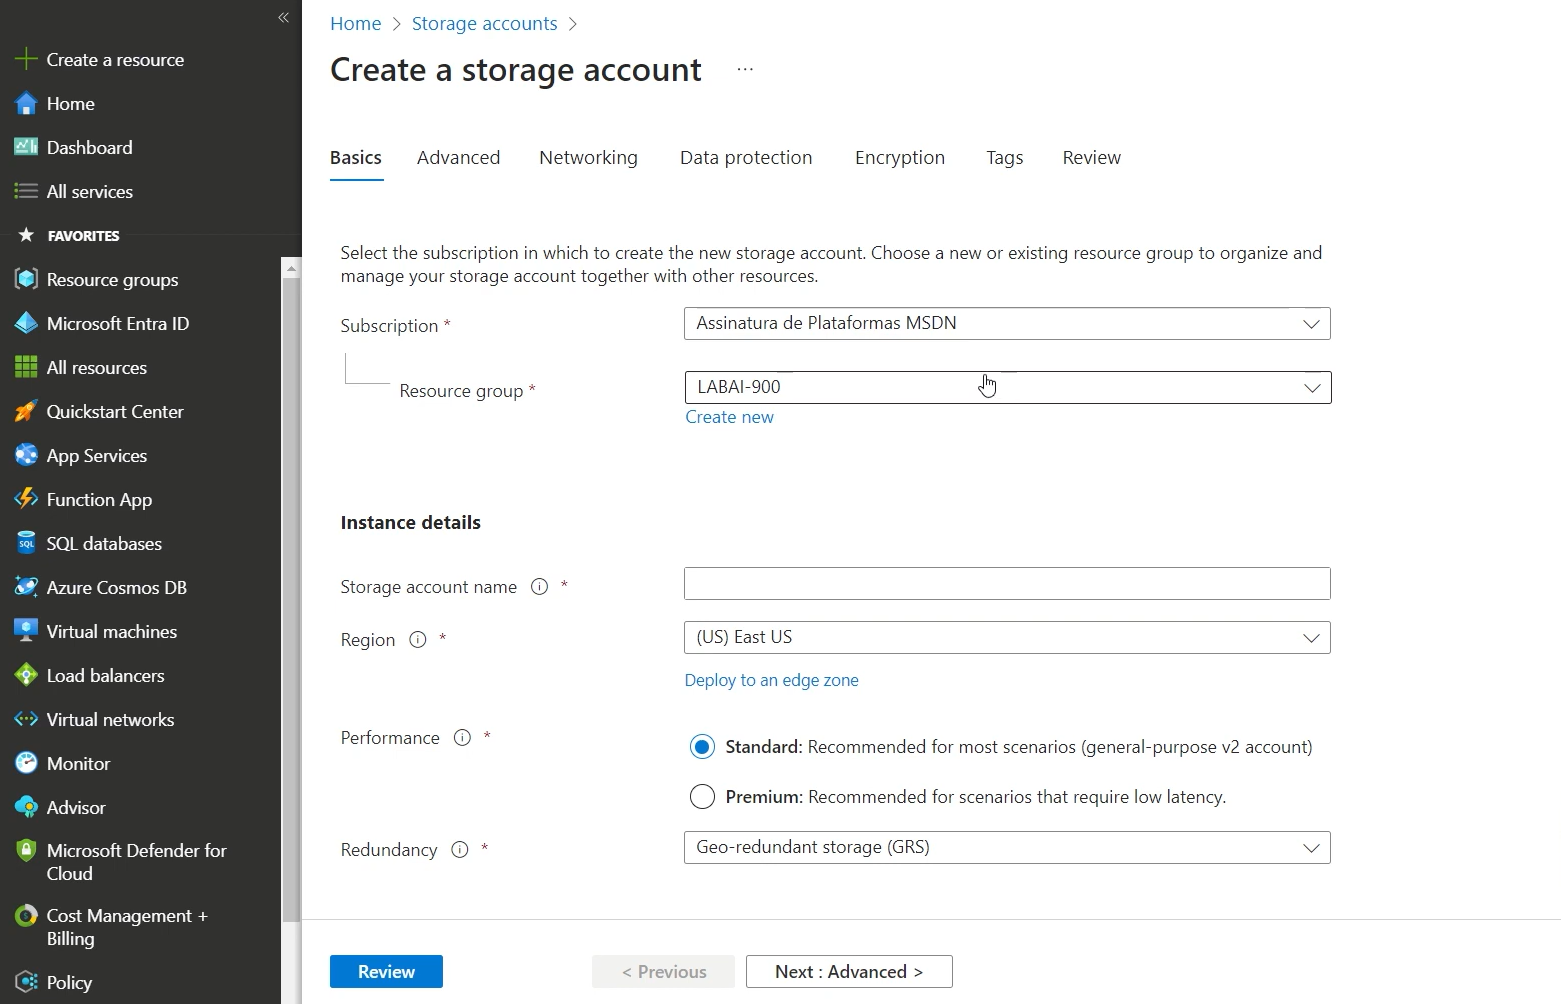 Create a resource
Home
Dashboard
All services
FAVORITES
Resource groups
Microsoft Entra ID
All resources
Quickstart Center
App Services
Function App
SQL
SQL databases
Azure Cosmos DB
Virtual machines
Load balancers
Virtual networks
Monitor
Advisor
Microsoft Defender for
Cloud
Cost Management +
Billing
Policy
Home > Storage accounts >
Create a storage account ...
Basics Advanced Networking Data protection Encryption Tags Review
Select the subscription in which to create the new storage account. Choose a new or existing resource group to organize and
manage your storage account together with other resources.
Subscription * Assinatura de Plataformas MSDN
Resource group * LABAI-900
Create new
Instance details
Storage account name *
Region * (US) East US
Deploy to an edge zone
Performance *
Standard: Recommended for most scenarios (general-purpose v2 account)
Premium: Recommended for scenarios that require low latency.
Redundancy * Geo-redundant storage (GRS)
Review < Previous Next : Advanced >